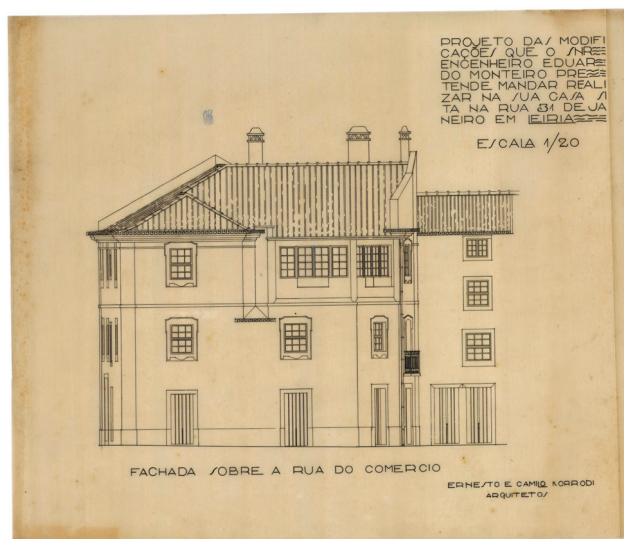 PROJETO DAS MODIFI
CAÇÕES QUE O SNR
ENGENHEIRO EDUAR
DO MONTEIRO PRE
TENDE MANDAR REALI
ZAR NA SUA CASA SI
TA NA RUA 31 DE JA
NEIRO EM LEIRIA
ESCALA 1/20
FACHADA SOBRE A RUA DO COMERCIO
ERNESTO E CAMILO KORRODI
ARQUITETOS